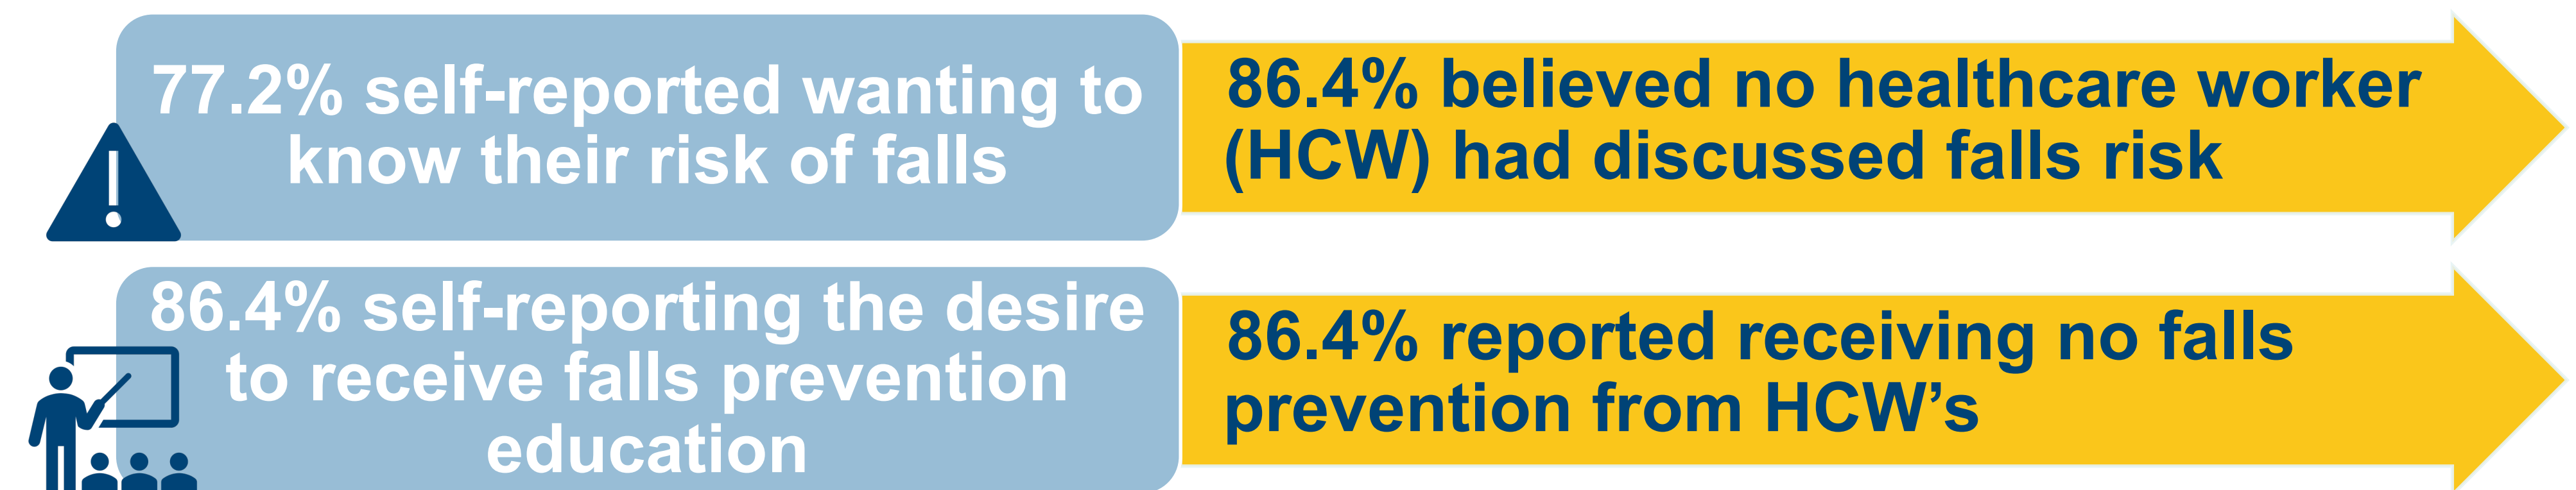 77.2% self-reported wanting to
know their risk of falls
86.4% believed no healthcare worker
(HCW) had discussed falls risk
86.4% self-reporting the desire
to receive falls prevention
education
86.4% reported receiving no falls
prevention from HCW’s